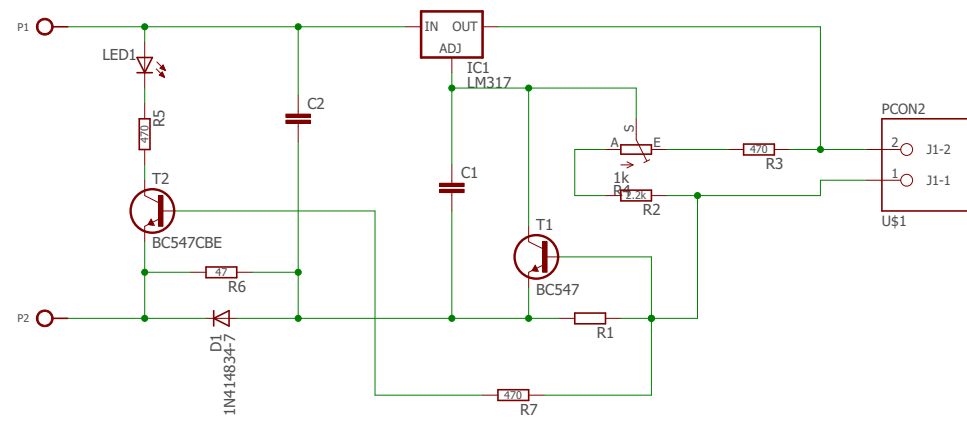 P1
IN OUT
ADJ
IC1
LM317
LED1
470
R5
C2
T2
BC547CBE
C1
S
A
E
1k
R4
470
R3
2.2k
R2
PCON2
2
J1-2
1
J1-1
U$1
T1
BC547
47
R6
P2
D1
1N414834-7
R1
470
R7